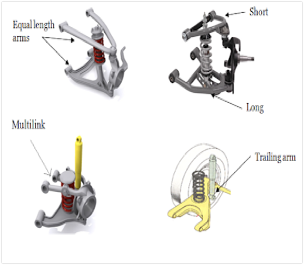 Equal length
arms
Short
Long
Multilink
Trailing arm